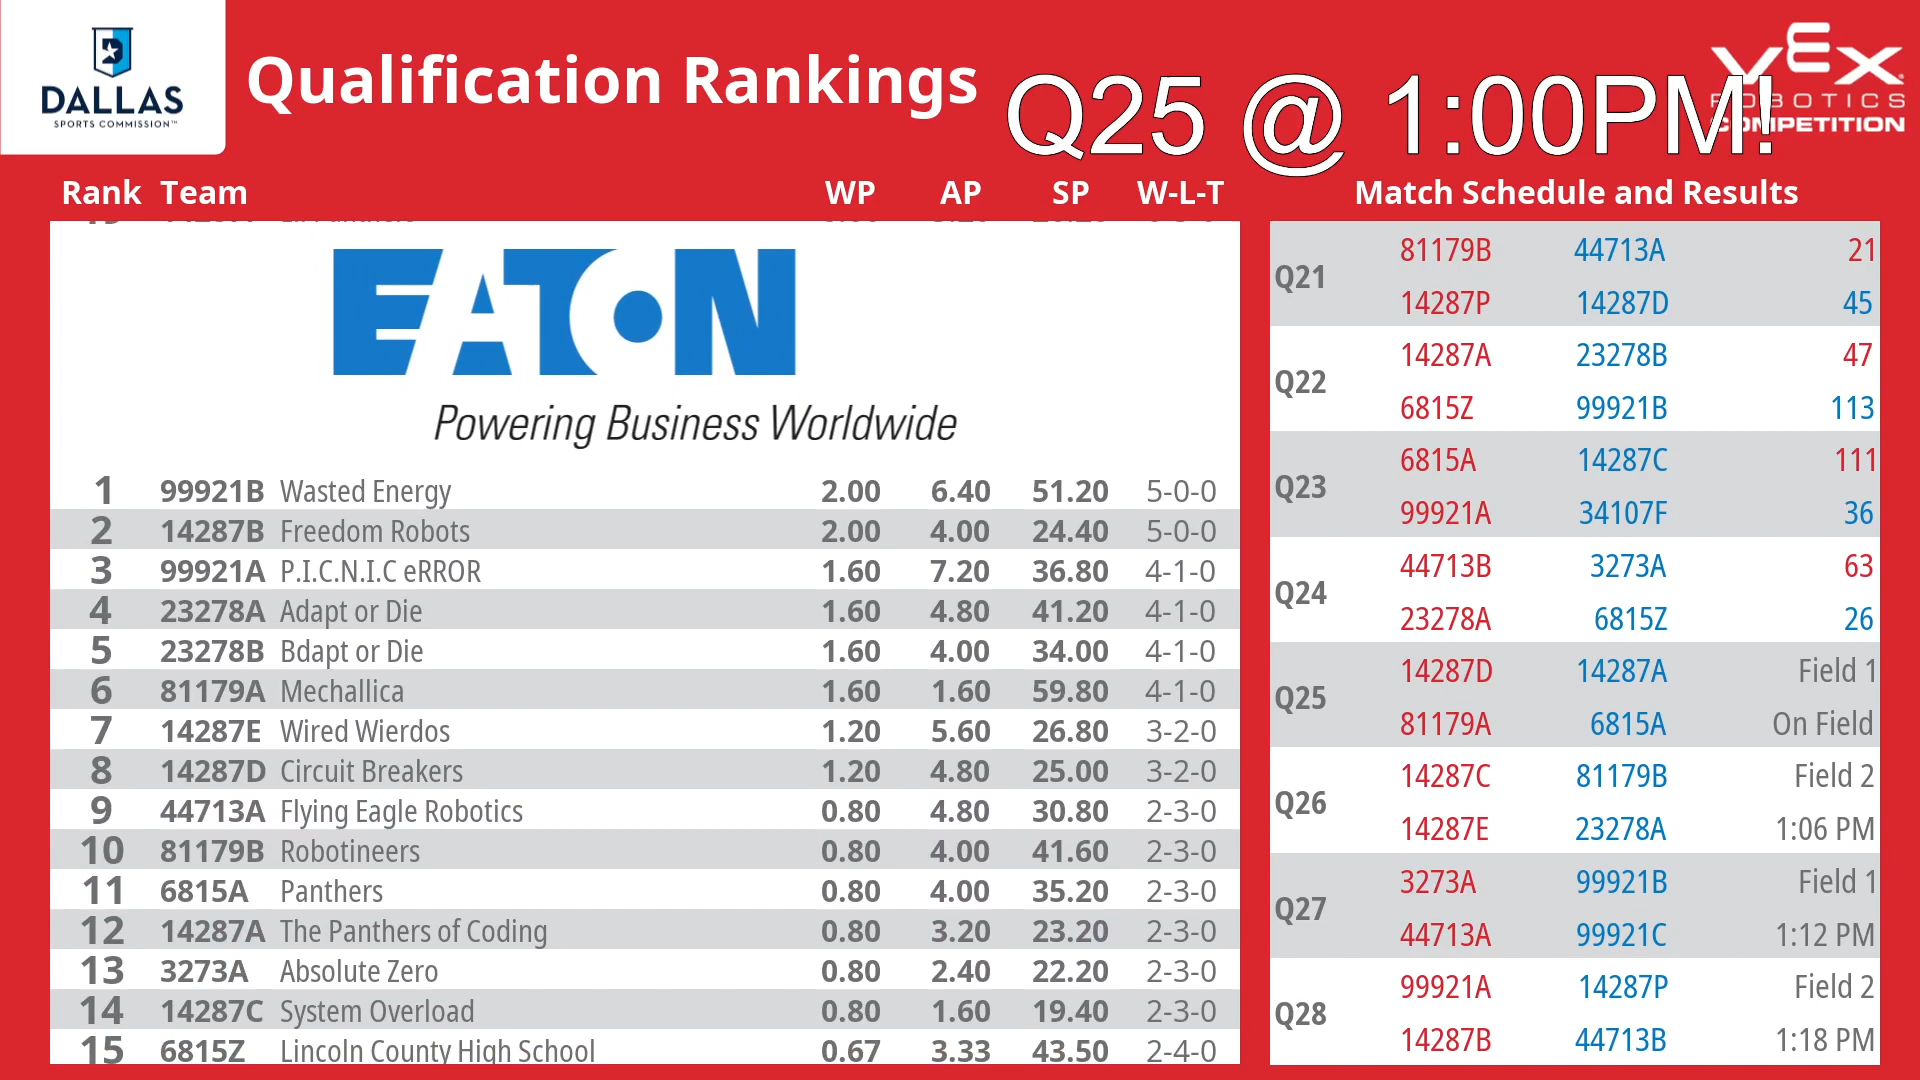 DALLAS
SPORTS COMMISSION™
Qualification Rankings
Q25 @ 1:00PM!
VEX
ROBOTICS
COMPETITION
Rank Team WP AP SP W-L-T
EATON
Powering Business Worldwide
1 99921B Wasted Energy 2.00 6.40 51.20 5-0-0
2 14287B Freedom Robots 2.00 4.00 24.40 5-0-0
3 99921A P.I.C.N.I.C eRROR 1.60 7.20 36.80 4-1-0
4 23278A Adapt or Die 1.60 4.80 41.20 4-1-0
5 23278B Bdapt or Die 1.60 4.00 34.00 4-1-0
6 81179A Mechallica 1.60 1.60 59.80 4-1-0
7 14287E Wired Wierdos 1.20 5.60 26.80 3-2-0
8 14287D Circuit Breakers 1.20 4.80 25.00 3-2-0
9 44713A Flying Eagle Robotics 0.80 4.80 30.80 2-3-0
10 81179B Robotineers 0.80 4.00 41.60 2-3-0
11 6815A Panthers 0.80 4.00 35.20 2-3-0
12 14287A The Panthers of Coding 0.80 3.20 23.20 2-3-0
13 3273A Absolute Zero 0.80 2.40 22.20 2-3-0
14 14287C System Overload 0.80 1.60 19.40 2-3-0
15 6815Z Lincoln County High School 0.67 3.33 43.50 2-4-0
Match Schedule and Results
Q21
81179B 44713A 21
14287P 14287D 45
Q22
14287A 23278B 47
6815Z 99921B 113
Q23
6815A 14287C 111
99921A 34107F 36
Q24
44713B 3273A 63
23278A 6815Z 26
Q25
14287D 14287A Field 1
81179A 6815A On Field
Q26
14287C 81179B Field 2
14287E 23278A 1:06 PM
Q27
3273A 99921B Field 1
44713A 99921C 1:12 PM
Q28
99921A 14287P Field 2
14287B 44713B 1:18 PM